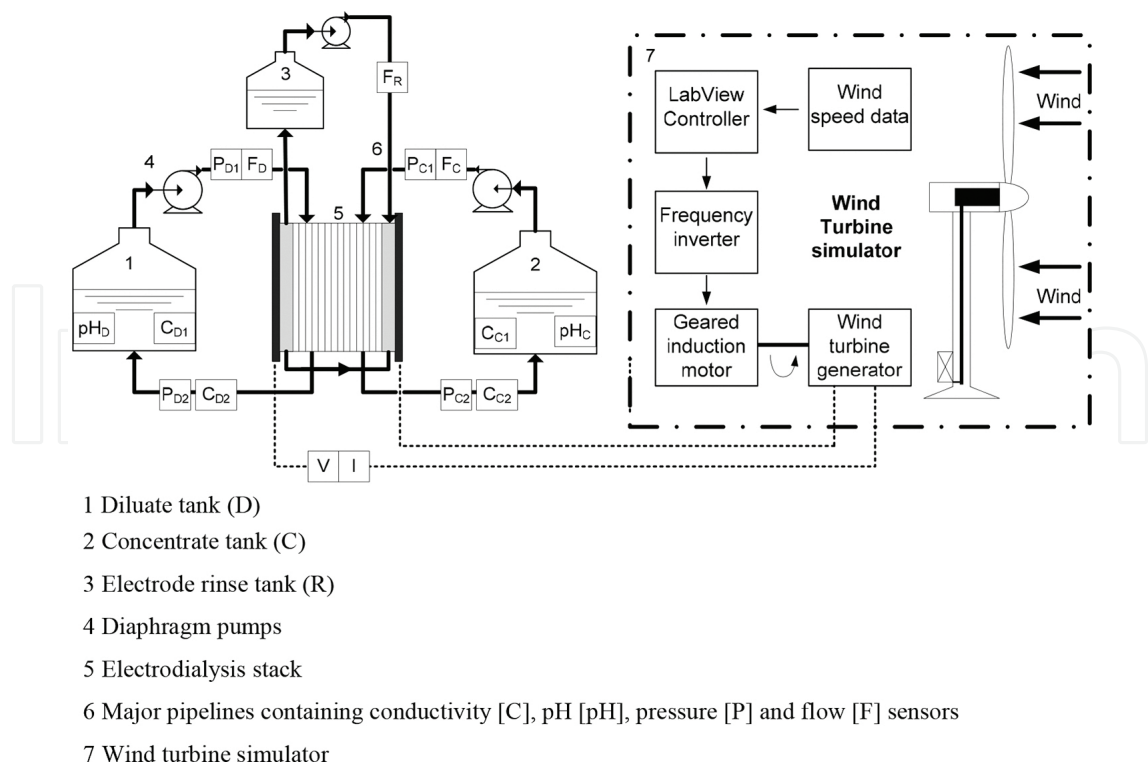 3
F_R
7
LabView
Controller
Wind
speed data
Wind
4
P_D1 F_D
6
P_C1 F_C
5
Frequency
inverter
Wind
Turbine
simulator
1
2
pH_D C_D1
C_C1 pH_C
Wind
Geared
induction
motor
Wind
turbine
generator
P_D2 C_D2
P_C2 C_C2
V I
1 Diluate tank (D)
2 Concentrate tank (C)
3 Electrode rinse tank (R)
4 Diaphragm pumps
5 Electrodialysis stack
6 Major pipelines containing conductivity [C], pH [pH], pressure [P] and flow [F] sensors
7 Wind turbine simulator